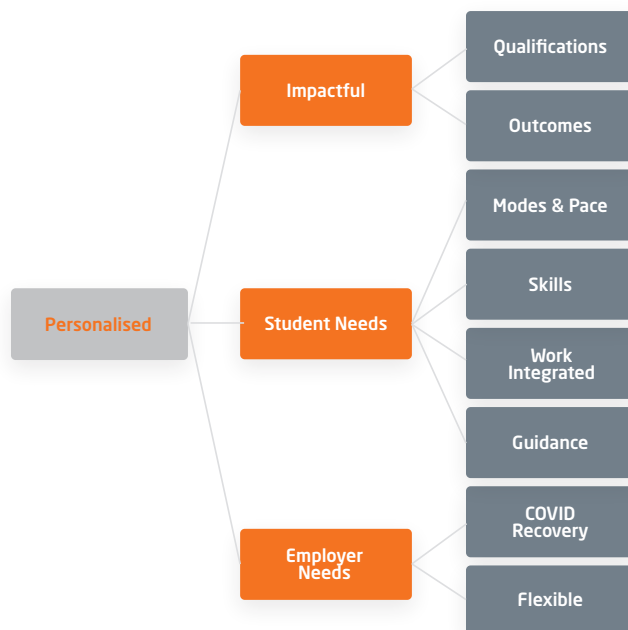 Personalised
Impactful
Student Needs
Employer
Needs
Qualifications
Outcomes
Modes & Pace
Skills
Work
Integrated
Guidance
COVID
Recovery
Flexible